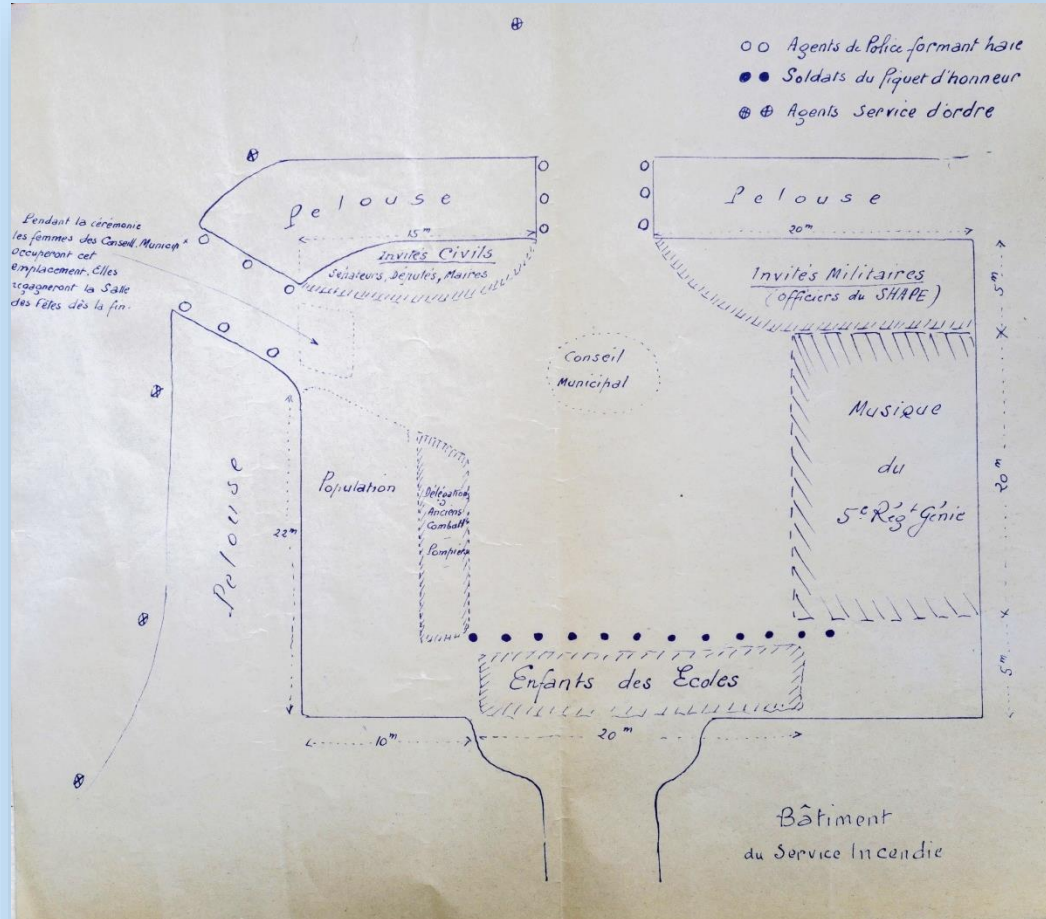 Agents de Police formant haie
Soldats du Piquet d'honneur
Agents Service d'ordre
Pelouse
15m
Invités Civils
Sénateurs, Députés, Maires
Pelouse
20m
Invités Militaires
(officiers du SHAPE)
5m
Pendant la cérémonie
les femmes des Conseill. Municipx
occuperont cet
emplacement. Elles
regagneront la Salle
des Fêtes dès la fin.
Conseil
Municipal
Musique
du
5e Régt Génie
20m
Pelouse
22m
Population
Délégation
Anciens
Combatts
Pompiers
Enfants des Ecoles
5m
10m
20m
Bâtiment
du Service Incendie